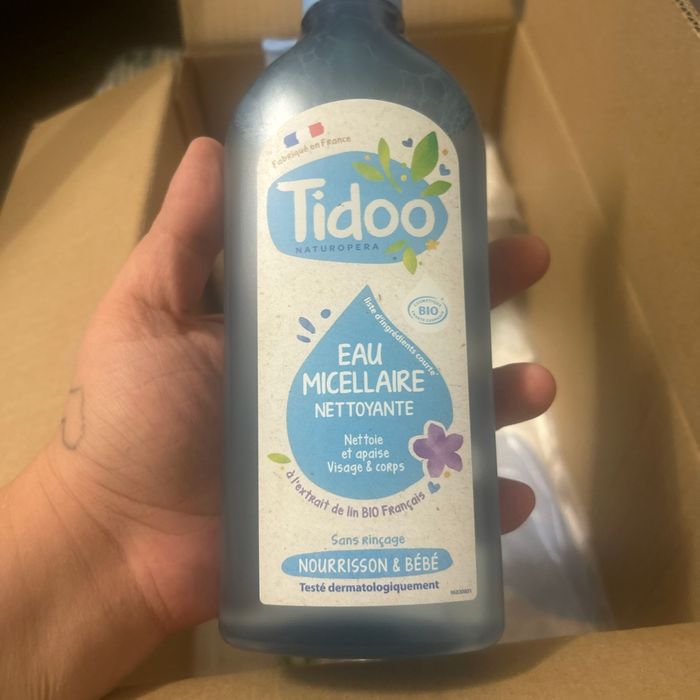 Fabriqué en France
Tidoo
NATUROPERA
COSMETIQUE
BIO
liste d'ingrédients courte*
EAU
MICELLAIRE
NETTOYANTE
Nettoie
et apaise
Visage & corps
à l'extrait de lin BIO Français
Sans rinçage
NOURRISSON & BÉBÉ
Testé dermatologiquement